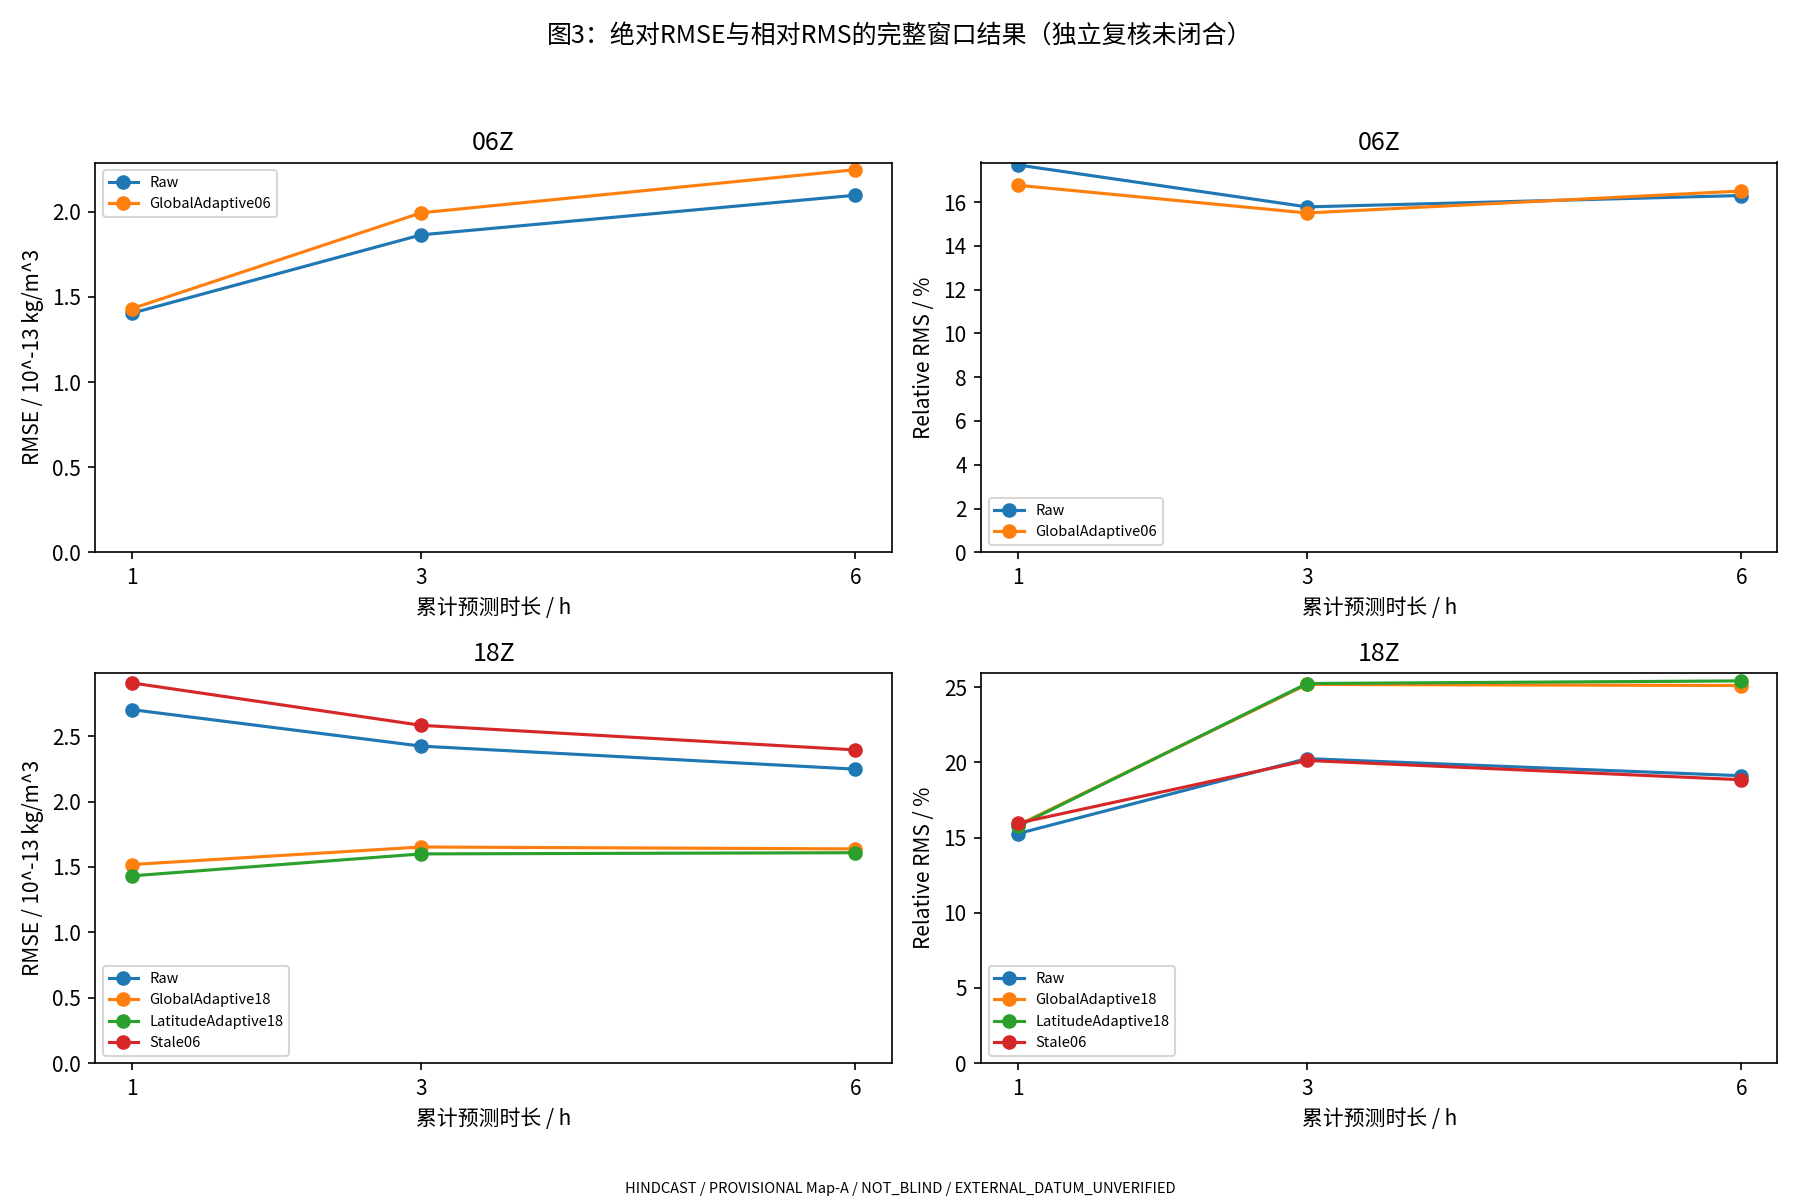 图3：绝对RMSE与相对RMS的完整窗口结果（独立复核未闭合）
06Z
RMSE / 10^-13 kg/m^3
2.0
1.5
1.0
0.5
0.0
Raw
GlobalAdaptive06
1
3
6
累计预测时长 / h
06Z
Relative RMS / %
16
14
12
10
8
6
4
2
0
Raw
GlobalAdaptive06
1
3
6
累计预测时长 / h
18Z
RMSE / 10^-13 kg/m^3
2.5
2.0
1.5
1.0
0.5
0.0
Raw
GlobalAdaptive18
LatitudeAdaptive18
Stale06
1
3
6
累计预测时长 / h
18Z
Relative RMS / %
25
20
15
10
5
0
Raw
GlobalAdaptive18
LatitudeAdaptive18
Stale06
1
3
6
累计预测时长 / h
HINDCAST / PROVISIONAL Map-A / NOT_BLIND / EXTERNAL_DATUM_UNVERIFIED